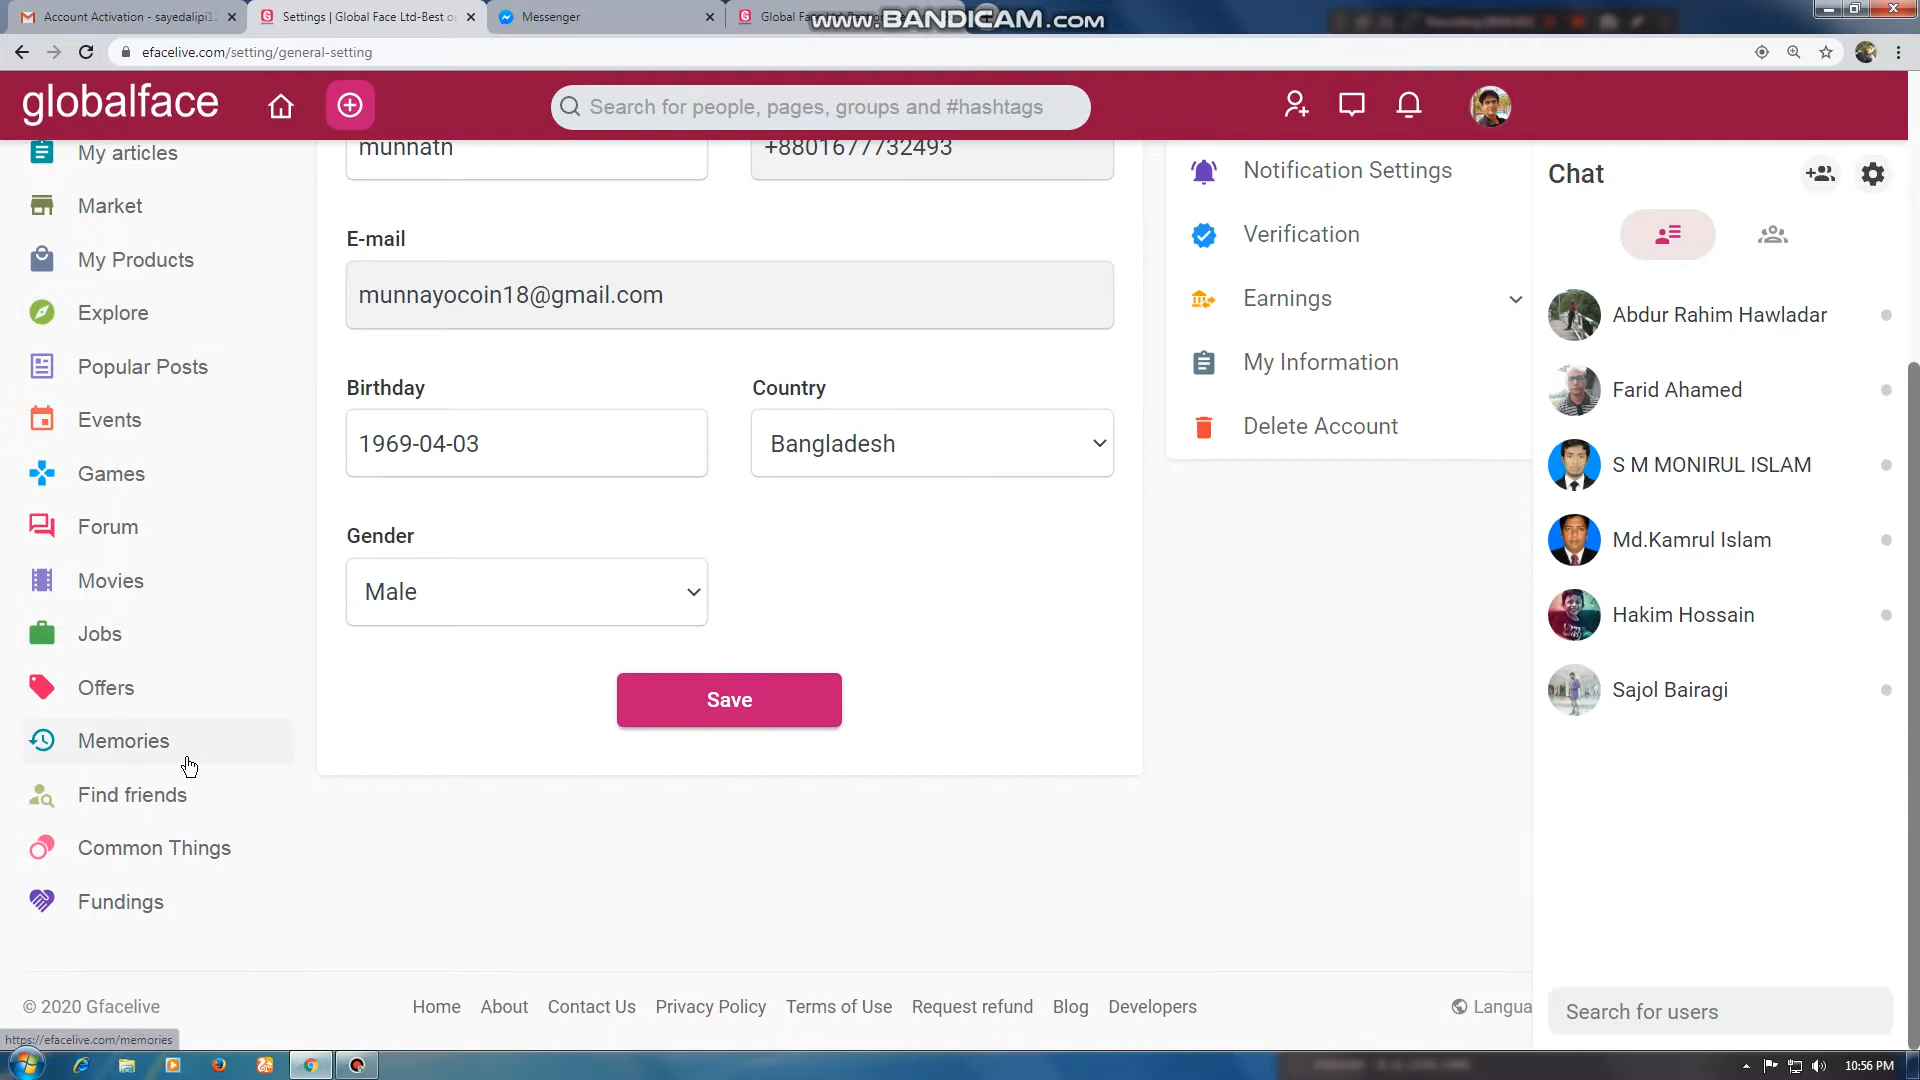 Account Activation - sayedalipi1
Settings | Global Face Ltd-Best o
Messenger
Global Fa
www.BANDICAM.com
efacelive.com/setting/general-setting
globalface
Search for people, pages, groups and #hashtags
My articles
Market
My Products
Explore
Popular Posts
Events
Games
Forum
Movies
Jobs
Offers
Memories
Find friends
Common Things
Fundings
munnatn
+8801677732493
E-mail
munnayocoin18@gmail.com
Birthday
Country
1969-04-03
Bangladesh
Gender
Male
Save
Notification Settings
Verification
Earnings
My Information
Delete Account
Chat
Abdur Rahim Hawladar
Farid Ahamed
S M MONIRUL ISLAM
Md.Kamrul Islam
Hakim Hossain
Sajol Bairagi
Search for users
© 2020 Gfacelive
Home
About
Contact Us
Privacy Policy
Terms of Use
Request refund
Blog
Developers
Langua
https://efacelive.com/memories
10:56 PM